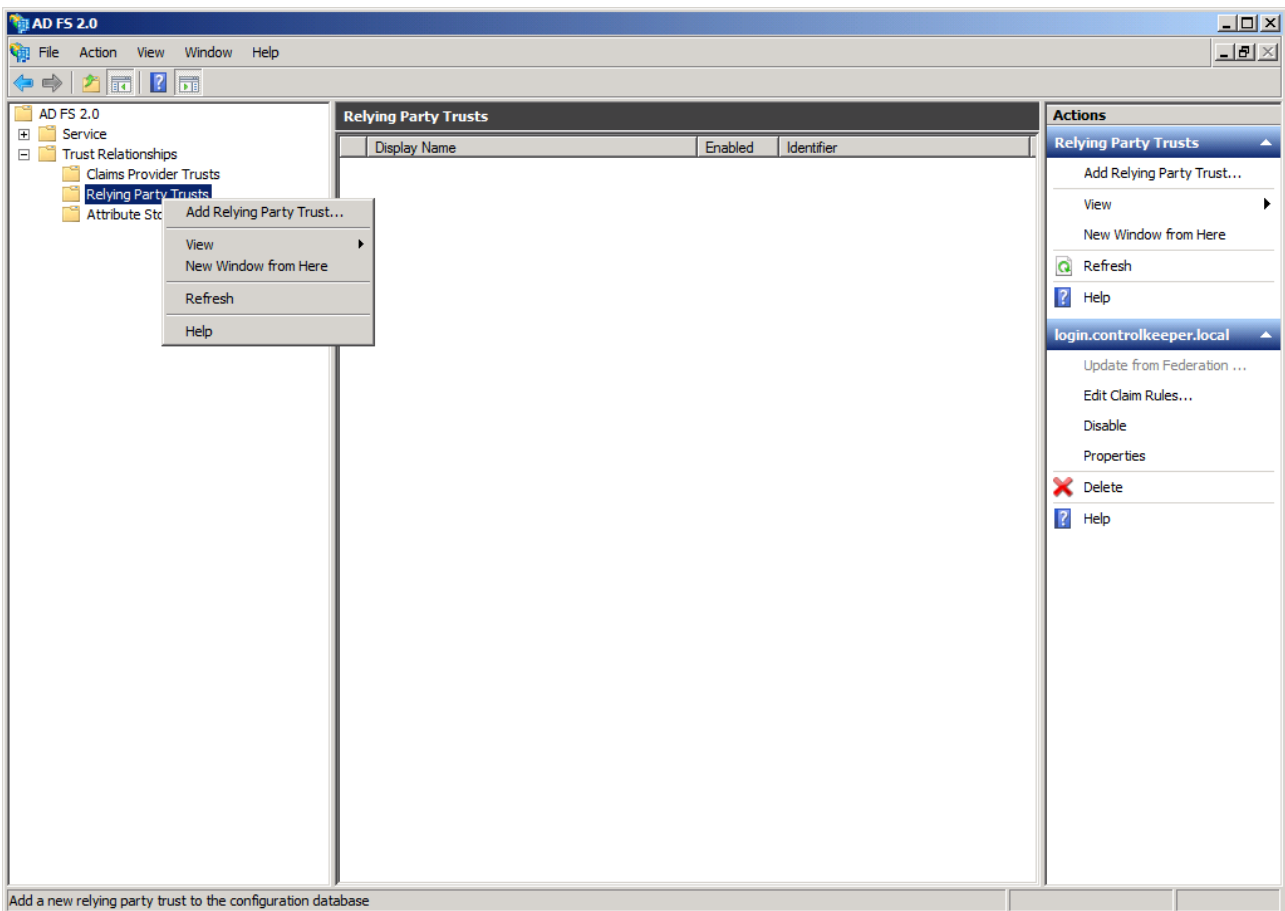 AD FS 2.0
File Action View Window Help
AD FS 2.0
Service
Trust Relationships
Claims Provider Trusts
Relying Party Trusts
Attribute Sto
Add Relying Party Trust...
View
New Window from Here
Refresh
Help
Relying Party Trusts
Display Name Enabled Identifier
Actions
Relying Party Trusts
Add Relying Party Trust...
View
New Window from Here
Refresh
Help
login.controlkeeper.local
Update from Federation ...
Edit Claim Rules...
Disable
Properties
Delete
Help
Add a new relying party trust to the configuration database